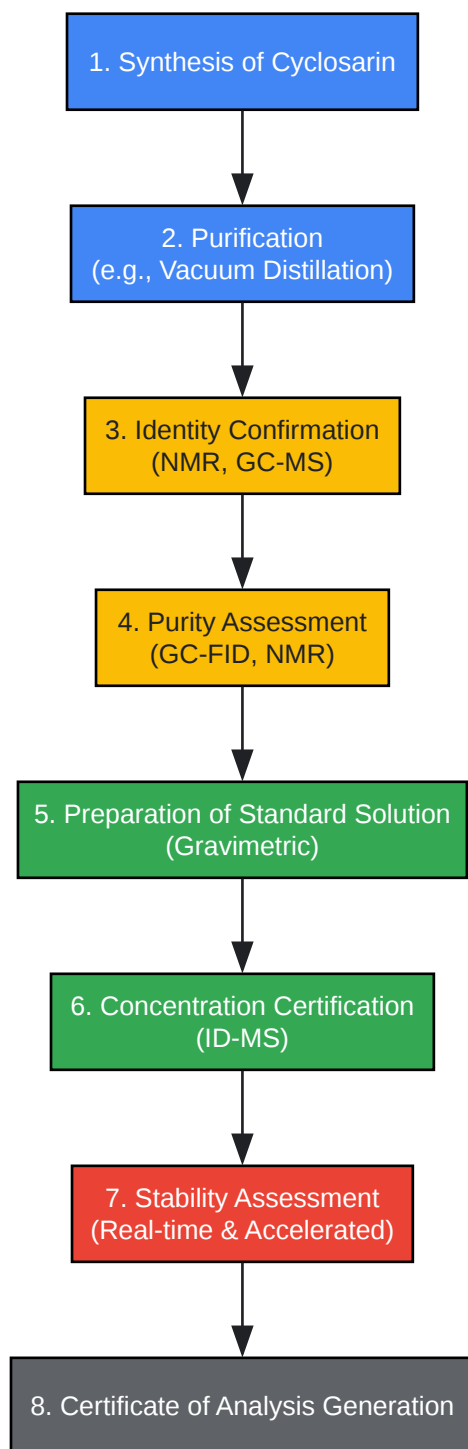 1. Synthesis of Cyclosarin
2. Purification
(e.g., Vacuum Distillation)
3. Identity Confirmation
(NMR, GC-MS)
4. Purity Assessment
(GC-FID, NMR)
5. Preparation of Standard Solution
(Gravimetric)
6. Concentration Certification
(ID-MS)
7. Stability Assessment
(Real-time & Accelerated)
8. Certificate of Analysis Generation